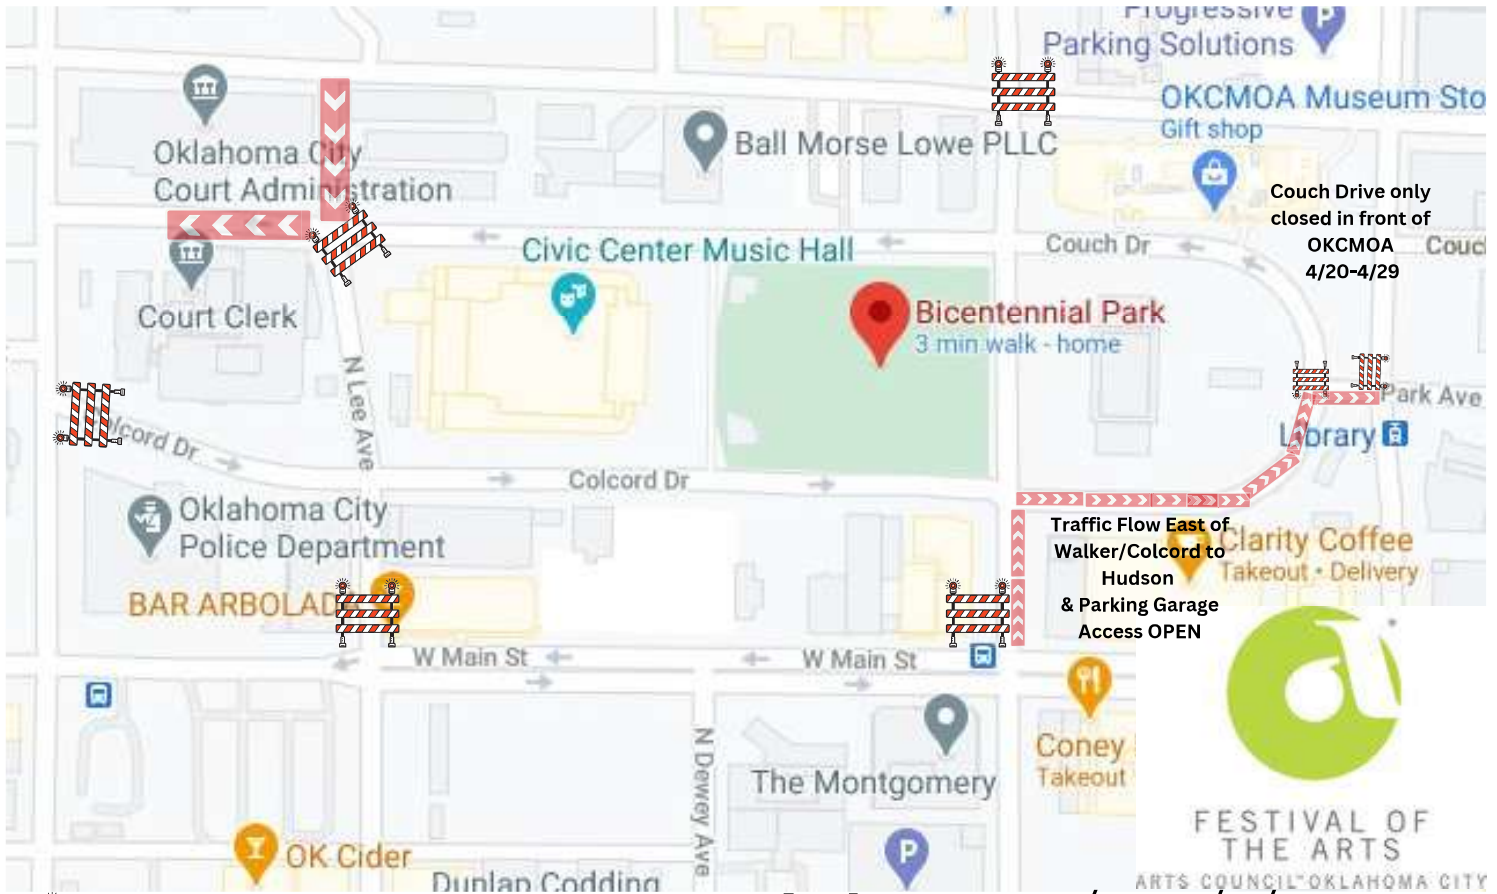 Progressive
Parking Solutions
P
OKCMOA Museum Sto
Gift shop
Oklahoma City
Court Administration
Ball Morse Lowe PLLC
Couch Drive only
closed in front of
OKCMOA
4/20-4/29
Civic Center Music Hall
Couch Dr
Couc
Court Clerk
Bicentennial Park
3 min walk - home
N Lee Ave
Park Ave
Library
olcord Dr
Colcord Dr
Oklahoma City
Police Department
Traffic Flow East of
Walker/Colcord to
Hudson
& Parking Garage
Access OPEN
Clarity Coffee
Takeout • Delivery
BAR ARBOLADA
W Main St
W Main St
N Dewey Ave
The Montgomery
Coney
Takeout
P
OK Cider
Dunlap Codding
FESTIVAL OF
THE ARTS
ARTS COUNCIL OKLAHOMA CITY